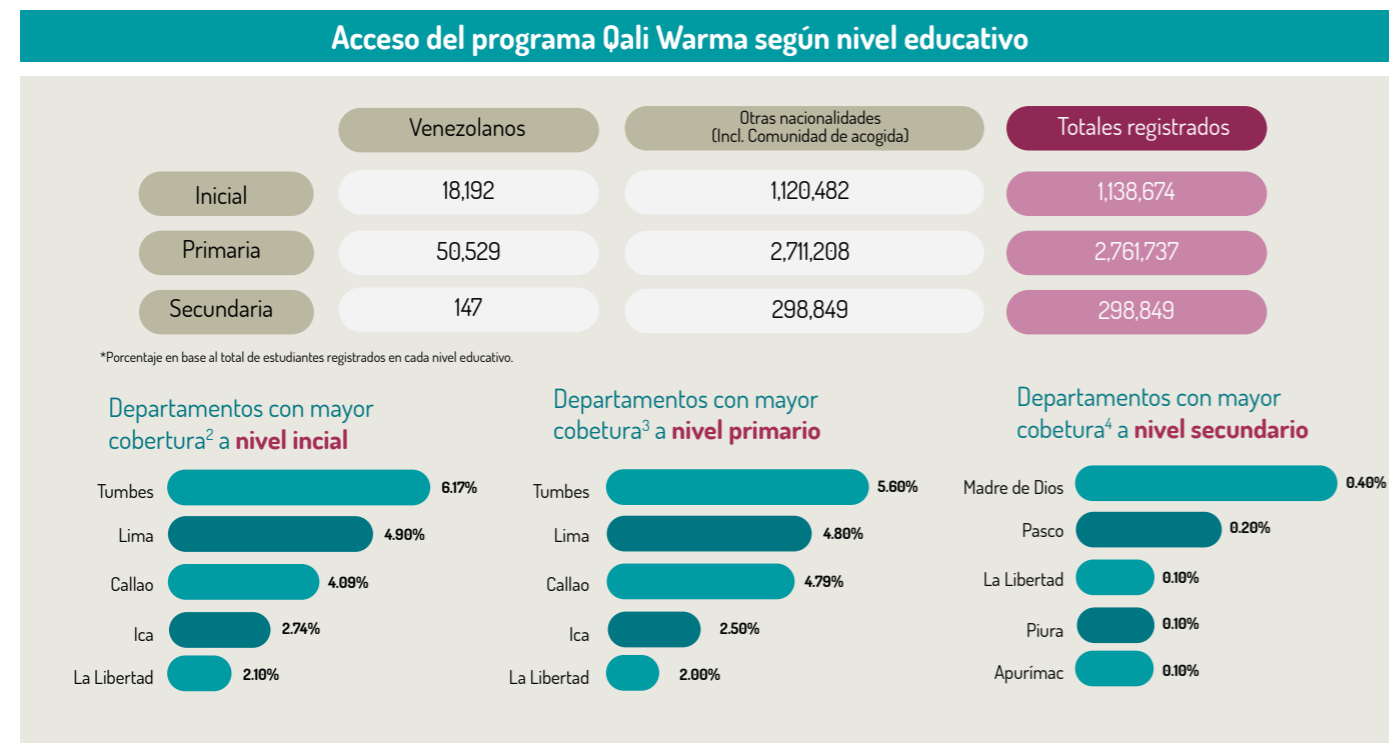 Acceso del programa Qali Warma según nivel educativo
Venezolanos
Otras nacionalidades
(Incl. Comunidad de acogida)
Totales registrados
Inicial 18,192 1,120,482 1,138,674
Primaria 50,529 2,711,208 2,761,737
Secundaria 147 298,849 298,849
*Porcentaje en base al total de estudiantes registrados en cada nivel educativo.
Departamentos con mayor
cobertura² a nivel incial
Tumbes 6.17%
Lima 4.90%
Callao 4.09%
Ica 2.74%
La Libertad 2.10%
Departamentos con mayor
cobetura³ a nivel primario
Tumbes 5.60%
Lima 4.80%
Callao 4.79%
Ica 2.50%
La Libertad 2.00%
Departamentos con mayor
cobetura⁴ a nivel secundario
Madre de Dios 0.40%
Pasco 0.20%
La Libertad 0.10%
Piura 0.10%
Apurímac 0.10%